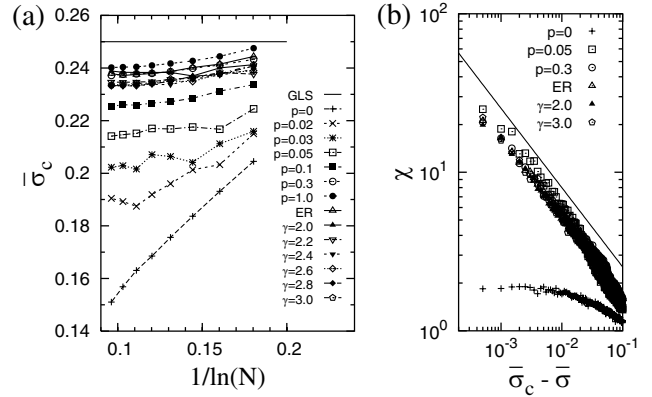 (a)
0.26
0.24
0.22
0.2
0.18
0.16
0.14
σ̄c
0.1
0.15
0.2
1/ln(N)
GLS
p=0
p=0.02
p=0.03
p=0.05
p=0.1
p=0.3
p=1.0
ER
γ=2.0
γ=2.2
γ=2.4
γ=2.6
γ=2.8
γ=3.0
(b)
10²
10¹
10⁰
χ
p=0
p=0.05
p=0.3
ER
γ=2.0
γ=3.0
10⁻³
10⁻²
10⁻¹
σ̄c - σ̄